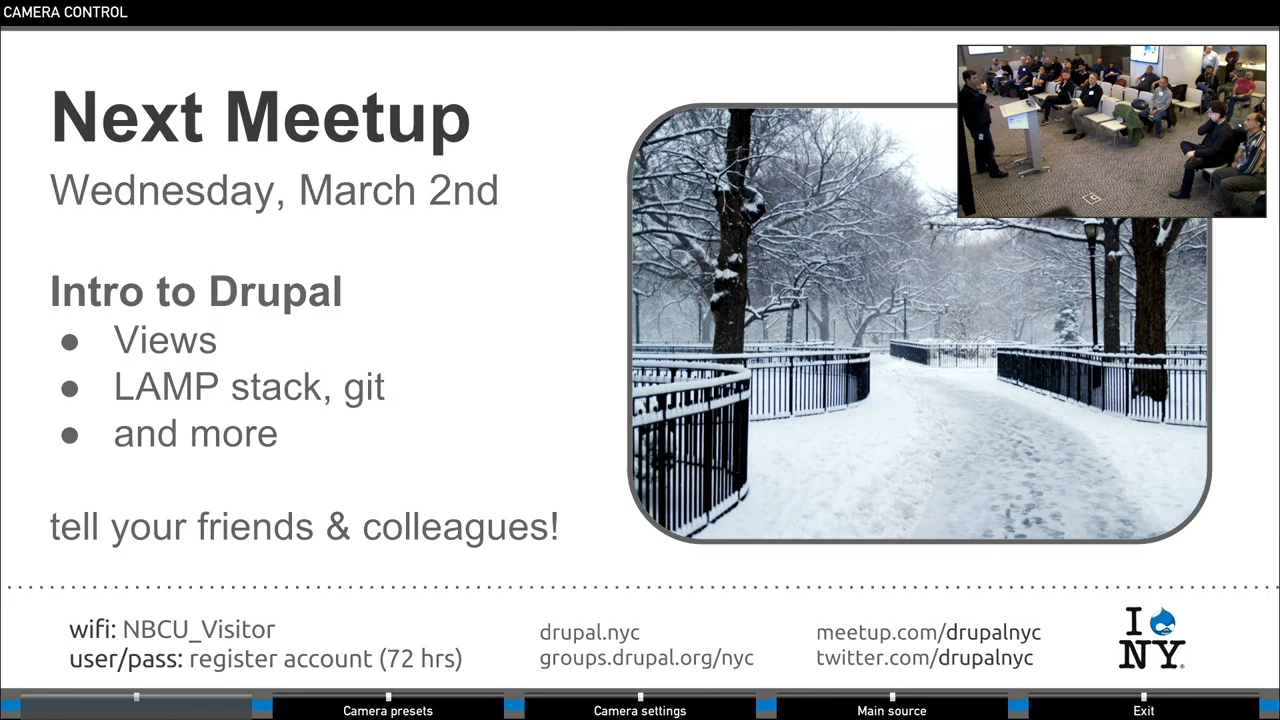 CAMERA CONTROL
Next Meetup
Wednesday, March 2nd
Intro to Drupal
● Views
● LAMP stack, git
● and more
tell your friends & colleagues!
wifi: NBCU_Visitor
user/pass: register account (72 hrs)
drupal.nyc
groups.drupal.org/nyc
meetup.com/drupalnyc
twitter.com/drupalnyc
I
NY®
Camera presets
Camera settings
Main source
Exit